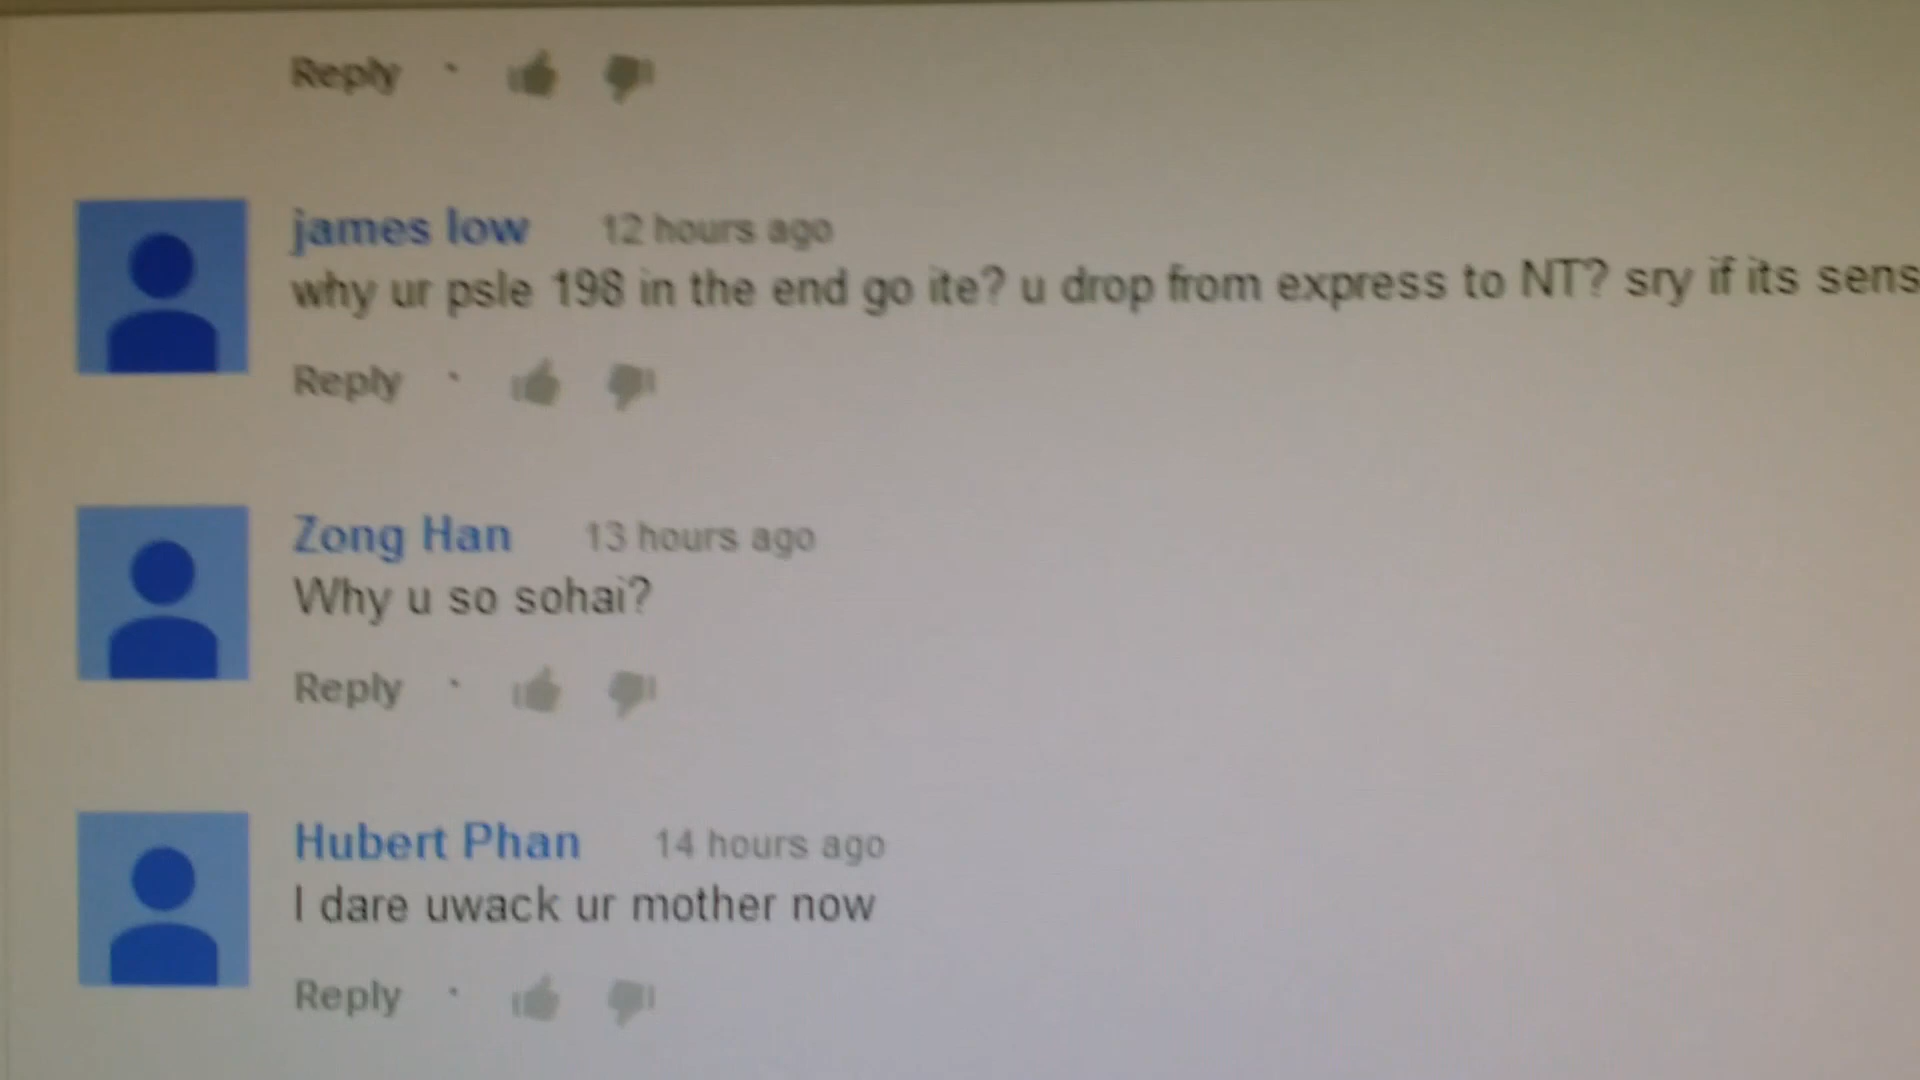 Reply
james low 12 hours ago
why ur psle 198 in the end go ite? u drop from express to NT? sry if its sens
Reply
Zong Han 13 hours ago
Why u so sohai?
Reply
Hubert Phan 14 hours ago
I dare uwack ur mother now
Reply